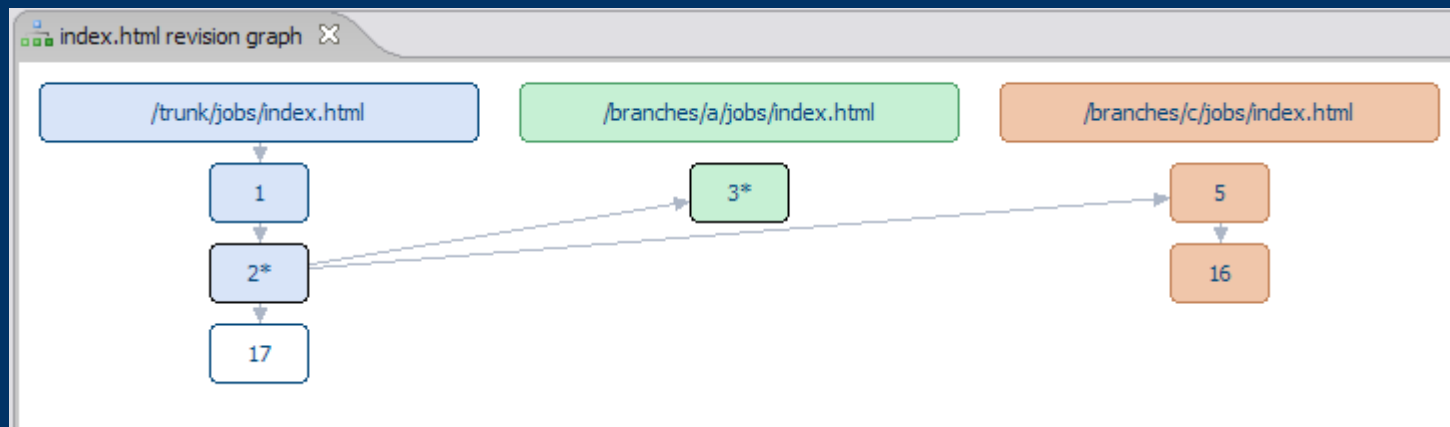 index.html revision graph
/trunk/jobs/index.html
/branches/a/jobs/index.html
/branches/c/jobs/index.html
1
3*
5
2*
16
17